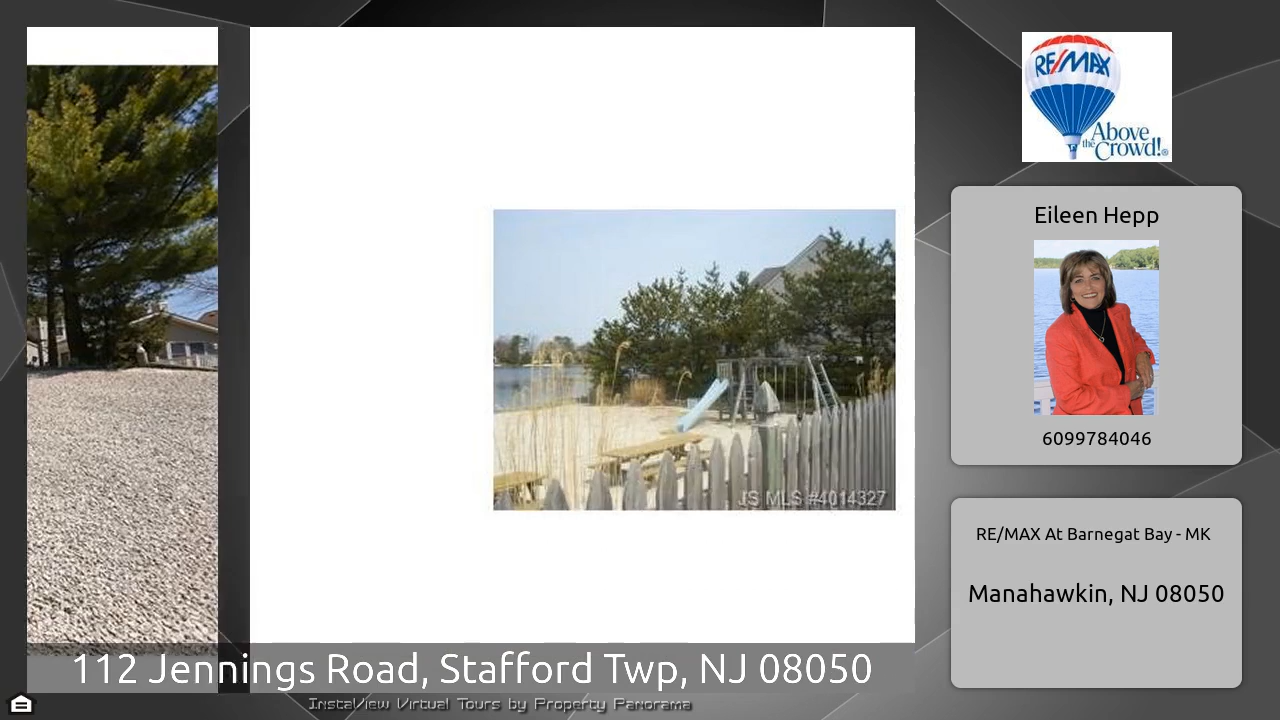 RE/MAX
Above
the Crowd!®
Eileen Hepp
6099784046
JS MLS #4014327
RE/MAX At Barnegat Bay - MK
Manahawkin, NJ 08050
112 Jennings Road, Stafford Twp, NJ 08050
InstaView Virtual Tours by Property Panorama